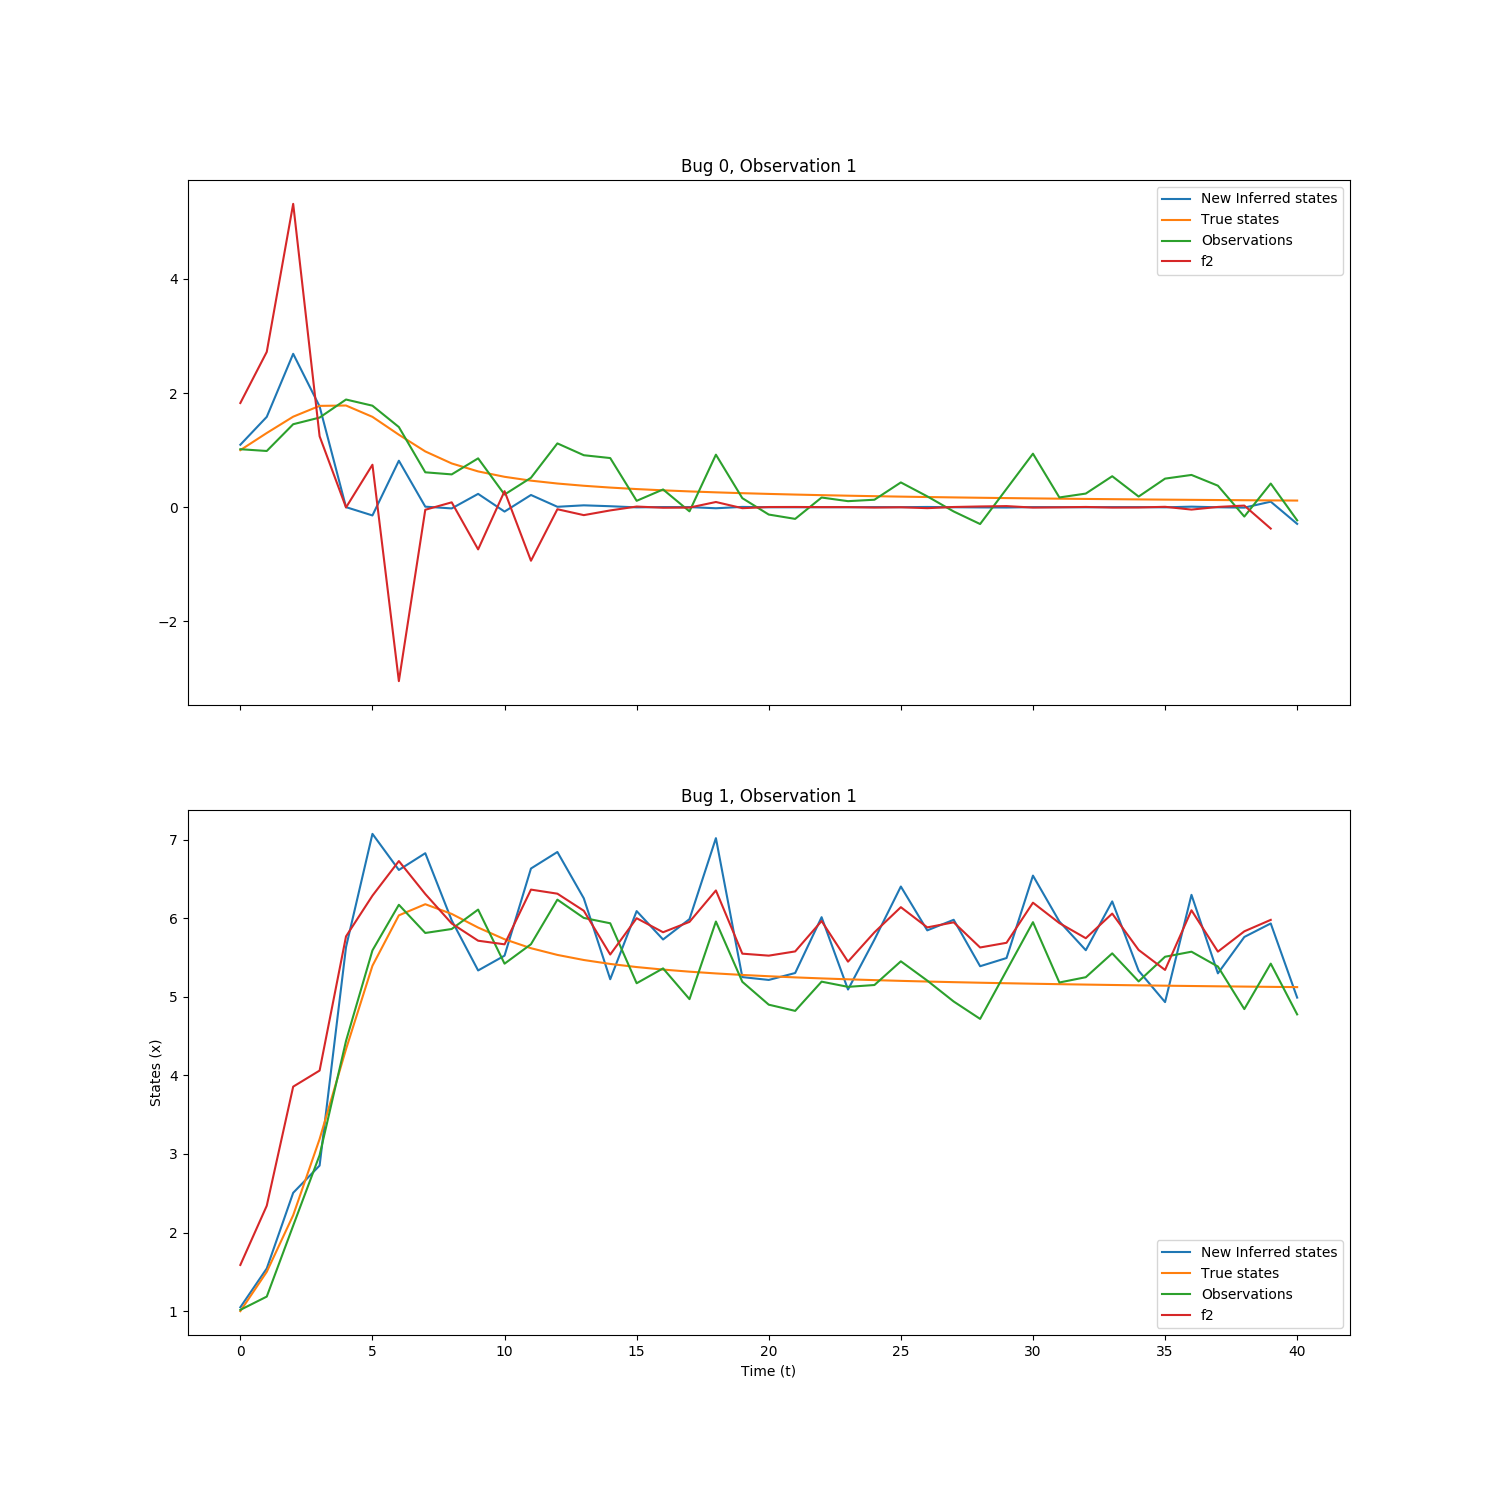 Bug 0, Observation 1
New Inferred states
True states
Observations
f2
4
2
0
−2
Bug 1, Observation 1
7
6
5
4
3
2
1
States (x)
New Inferred states
True states
Observations
f2
0 5 10 15 20 25 30 35 40
Time (t)